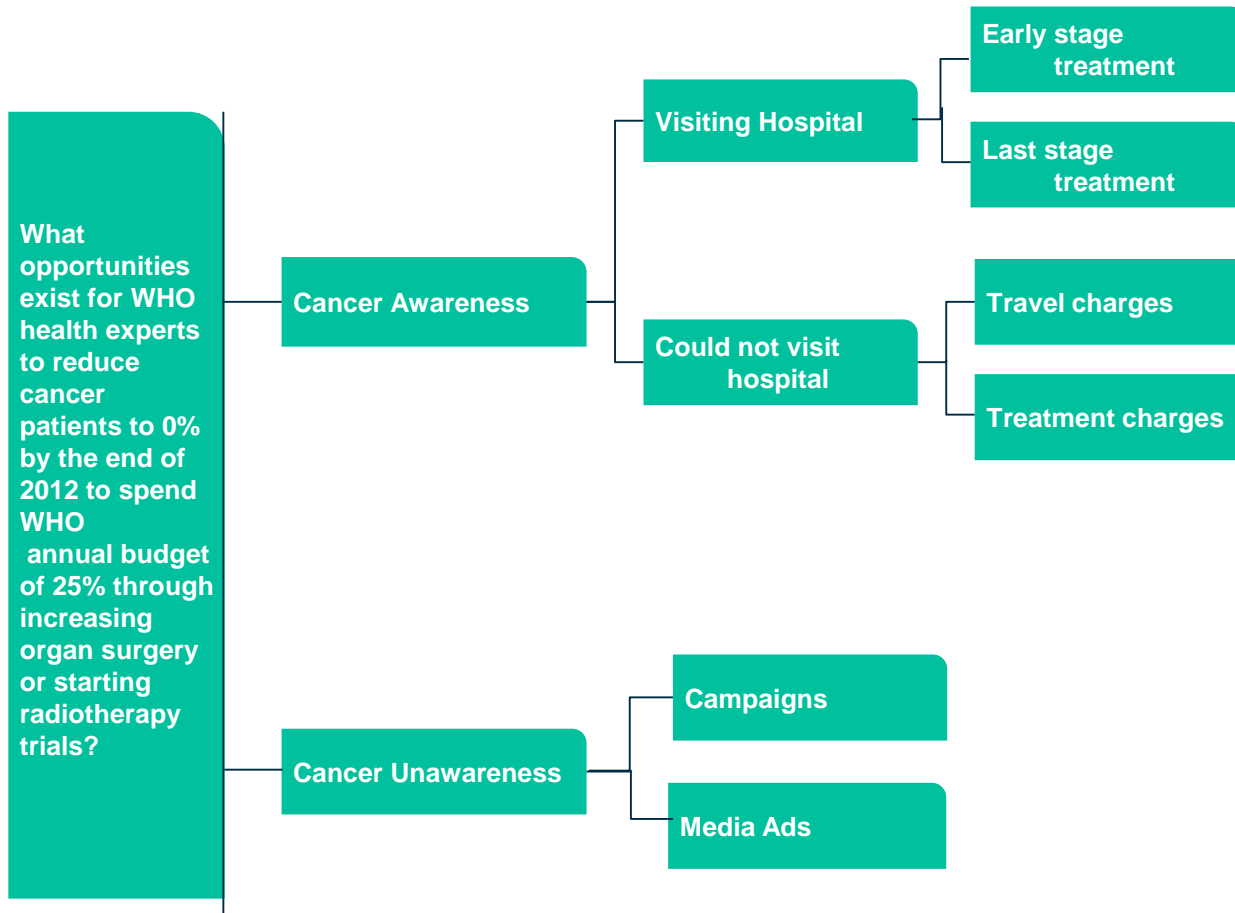 What
opportunities
exist for WHO
health experts
to reduce
cancer
patients to 0%
by the end of
2012 to spend
WHO
annual budget
of 25% through
increasing
organ surgery
or starting
radiotherapy
trials?
Cancer Awareness
Visiting Hospital
Early stage
treatment
Last stage
treatment
Could not visit
hospital
Travel charges
Treatment charges
Cancer Unawareness
Campaigns
Media Ads